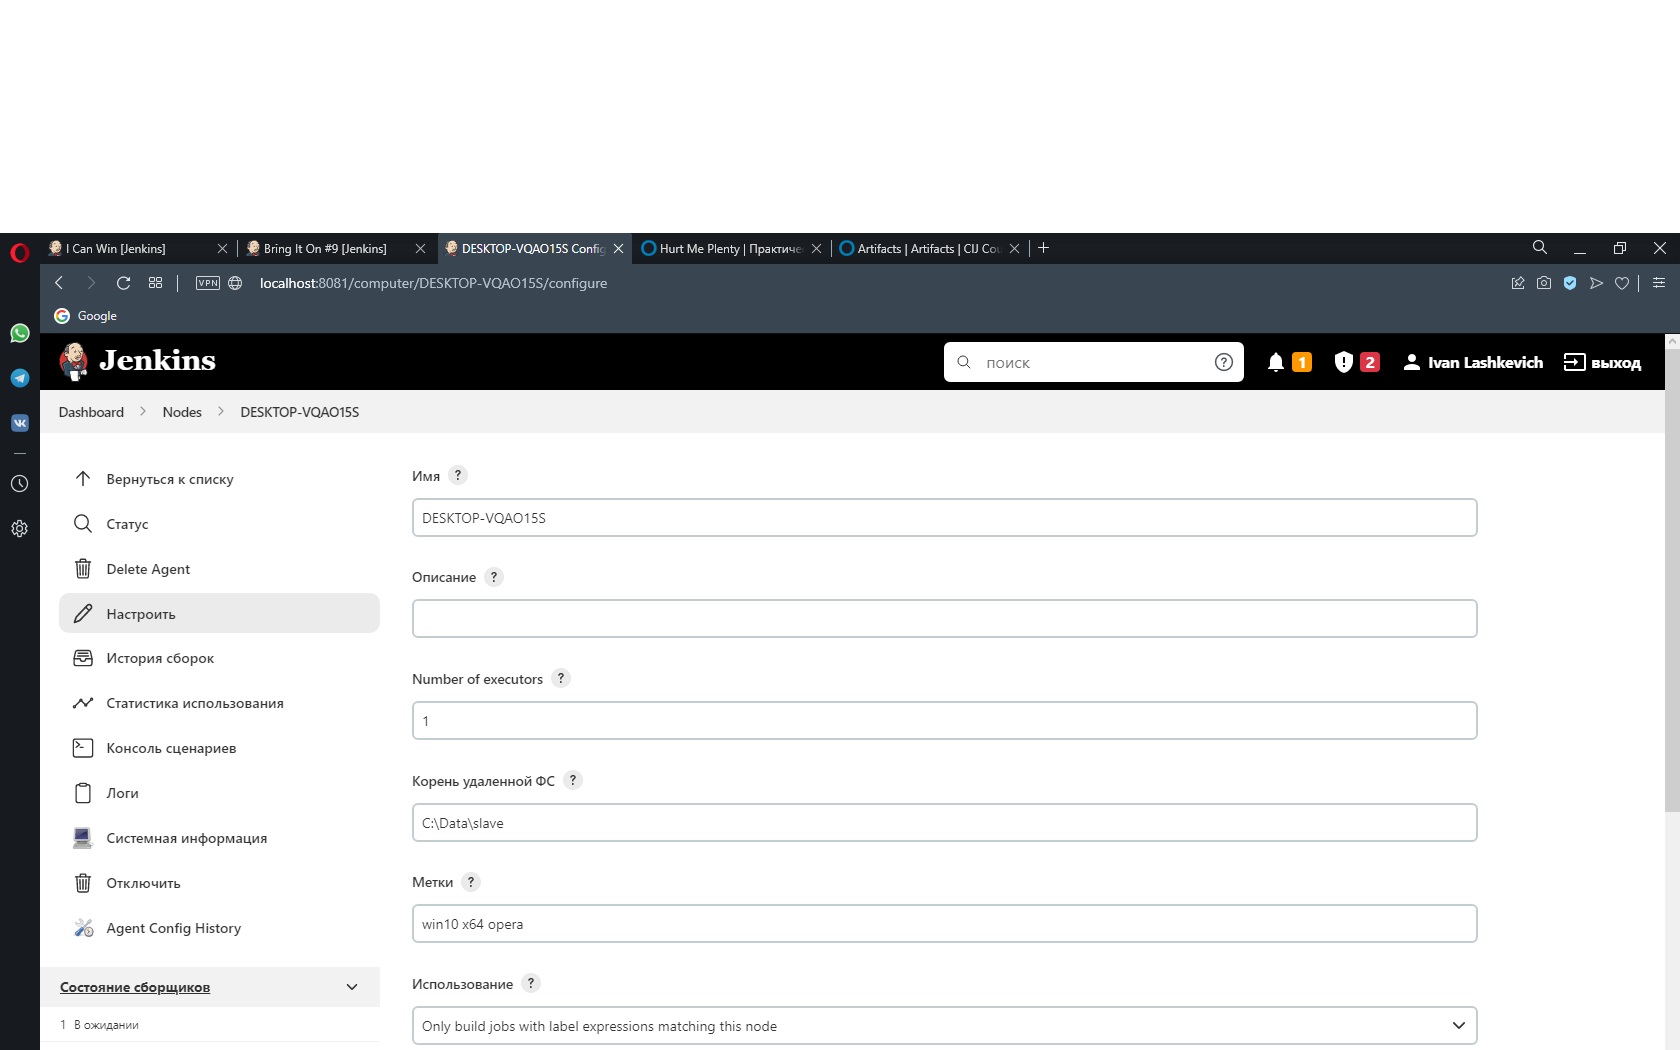 I Can Win [Jenkins]
Bring It On #9 [Jenkins]
DESKTOP-VQAO15S Config
Hurt Me Plenty | Практиче
Artifacts | Artifacts | CIJ Cou
VPN
localhost:8081/computer/DESKTOP-VQAO15S/configure
Google
Jenkins
поиск
?
1
2
Ivan Lashkevich
выход
Dashboard
Nodes
DESKTOP-VQAO15S
Вернуться к списку
Статус
Delete Agent
Настроить
История сборок
Статистика использования
Консоль сценариев
Логи
Системная информация
Отключить
Agent Config History
Состояние сборщиков
1 В ожидании
Имя ?
DESKTOP-VQAO15S
Описание ?
Number of executors ?
1
Корень удаленной ФС ?
C:\Data\slave
Метки ?
win10 x64 opera
Использование ?
Only build jobs with label expressions matching this node